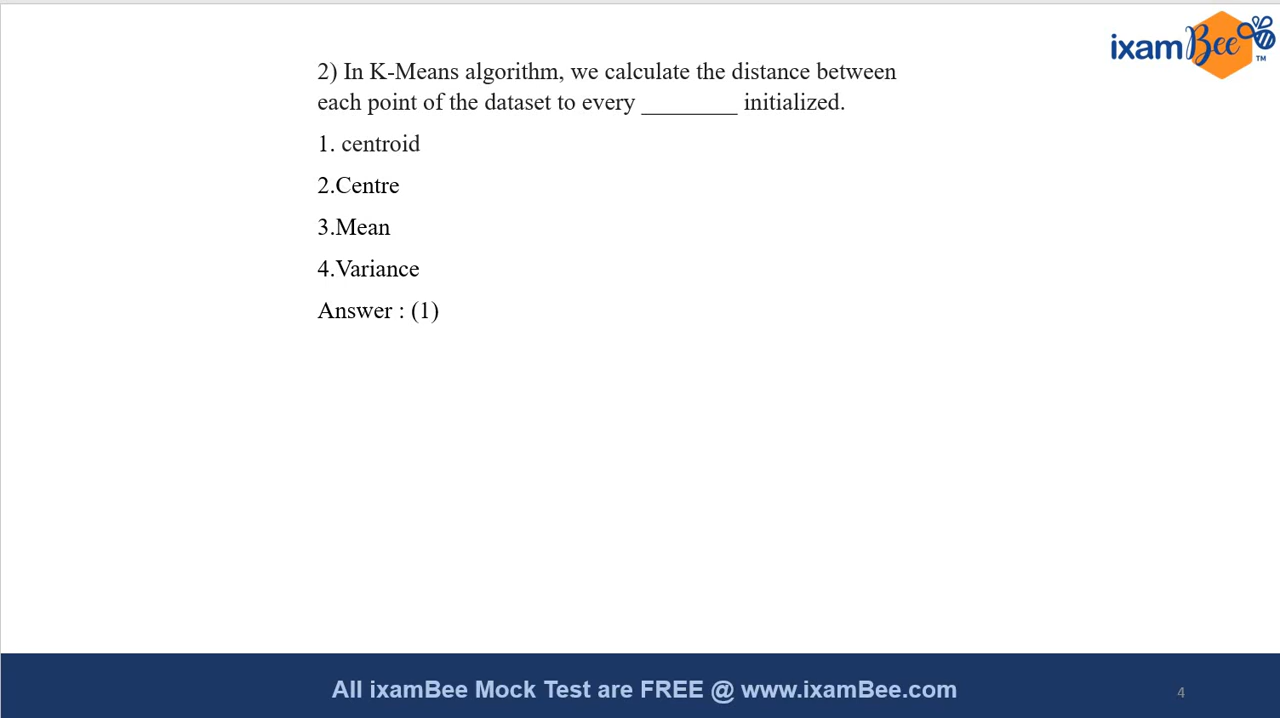 ixamBee
TM
2) In K-Means algorithm, we calculate the distance between
each point of the dataset to every ________ initialized.
1. centroid
2.Centre
3.Mean
4.Variance
Answer : (1)
All ixamBee Mock Test are FREE @ www.ixamBee.com
4